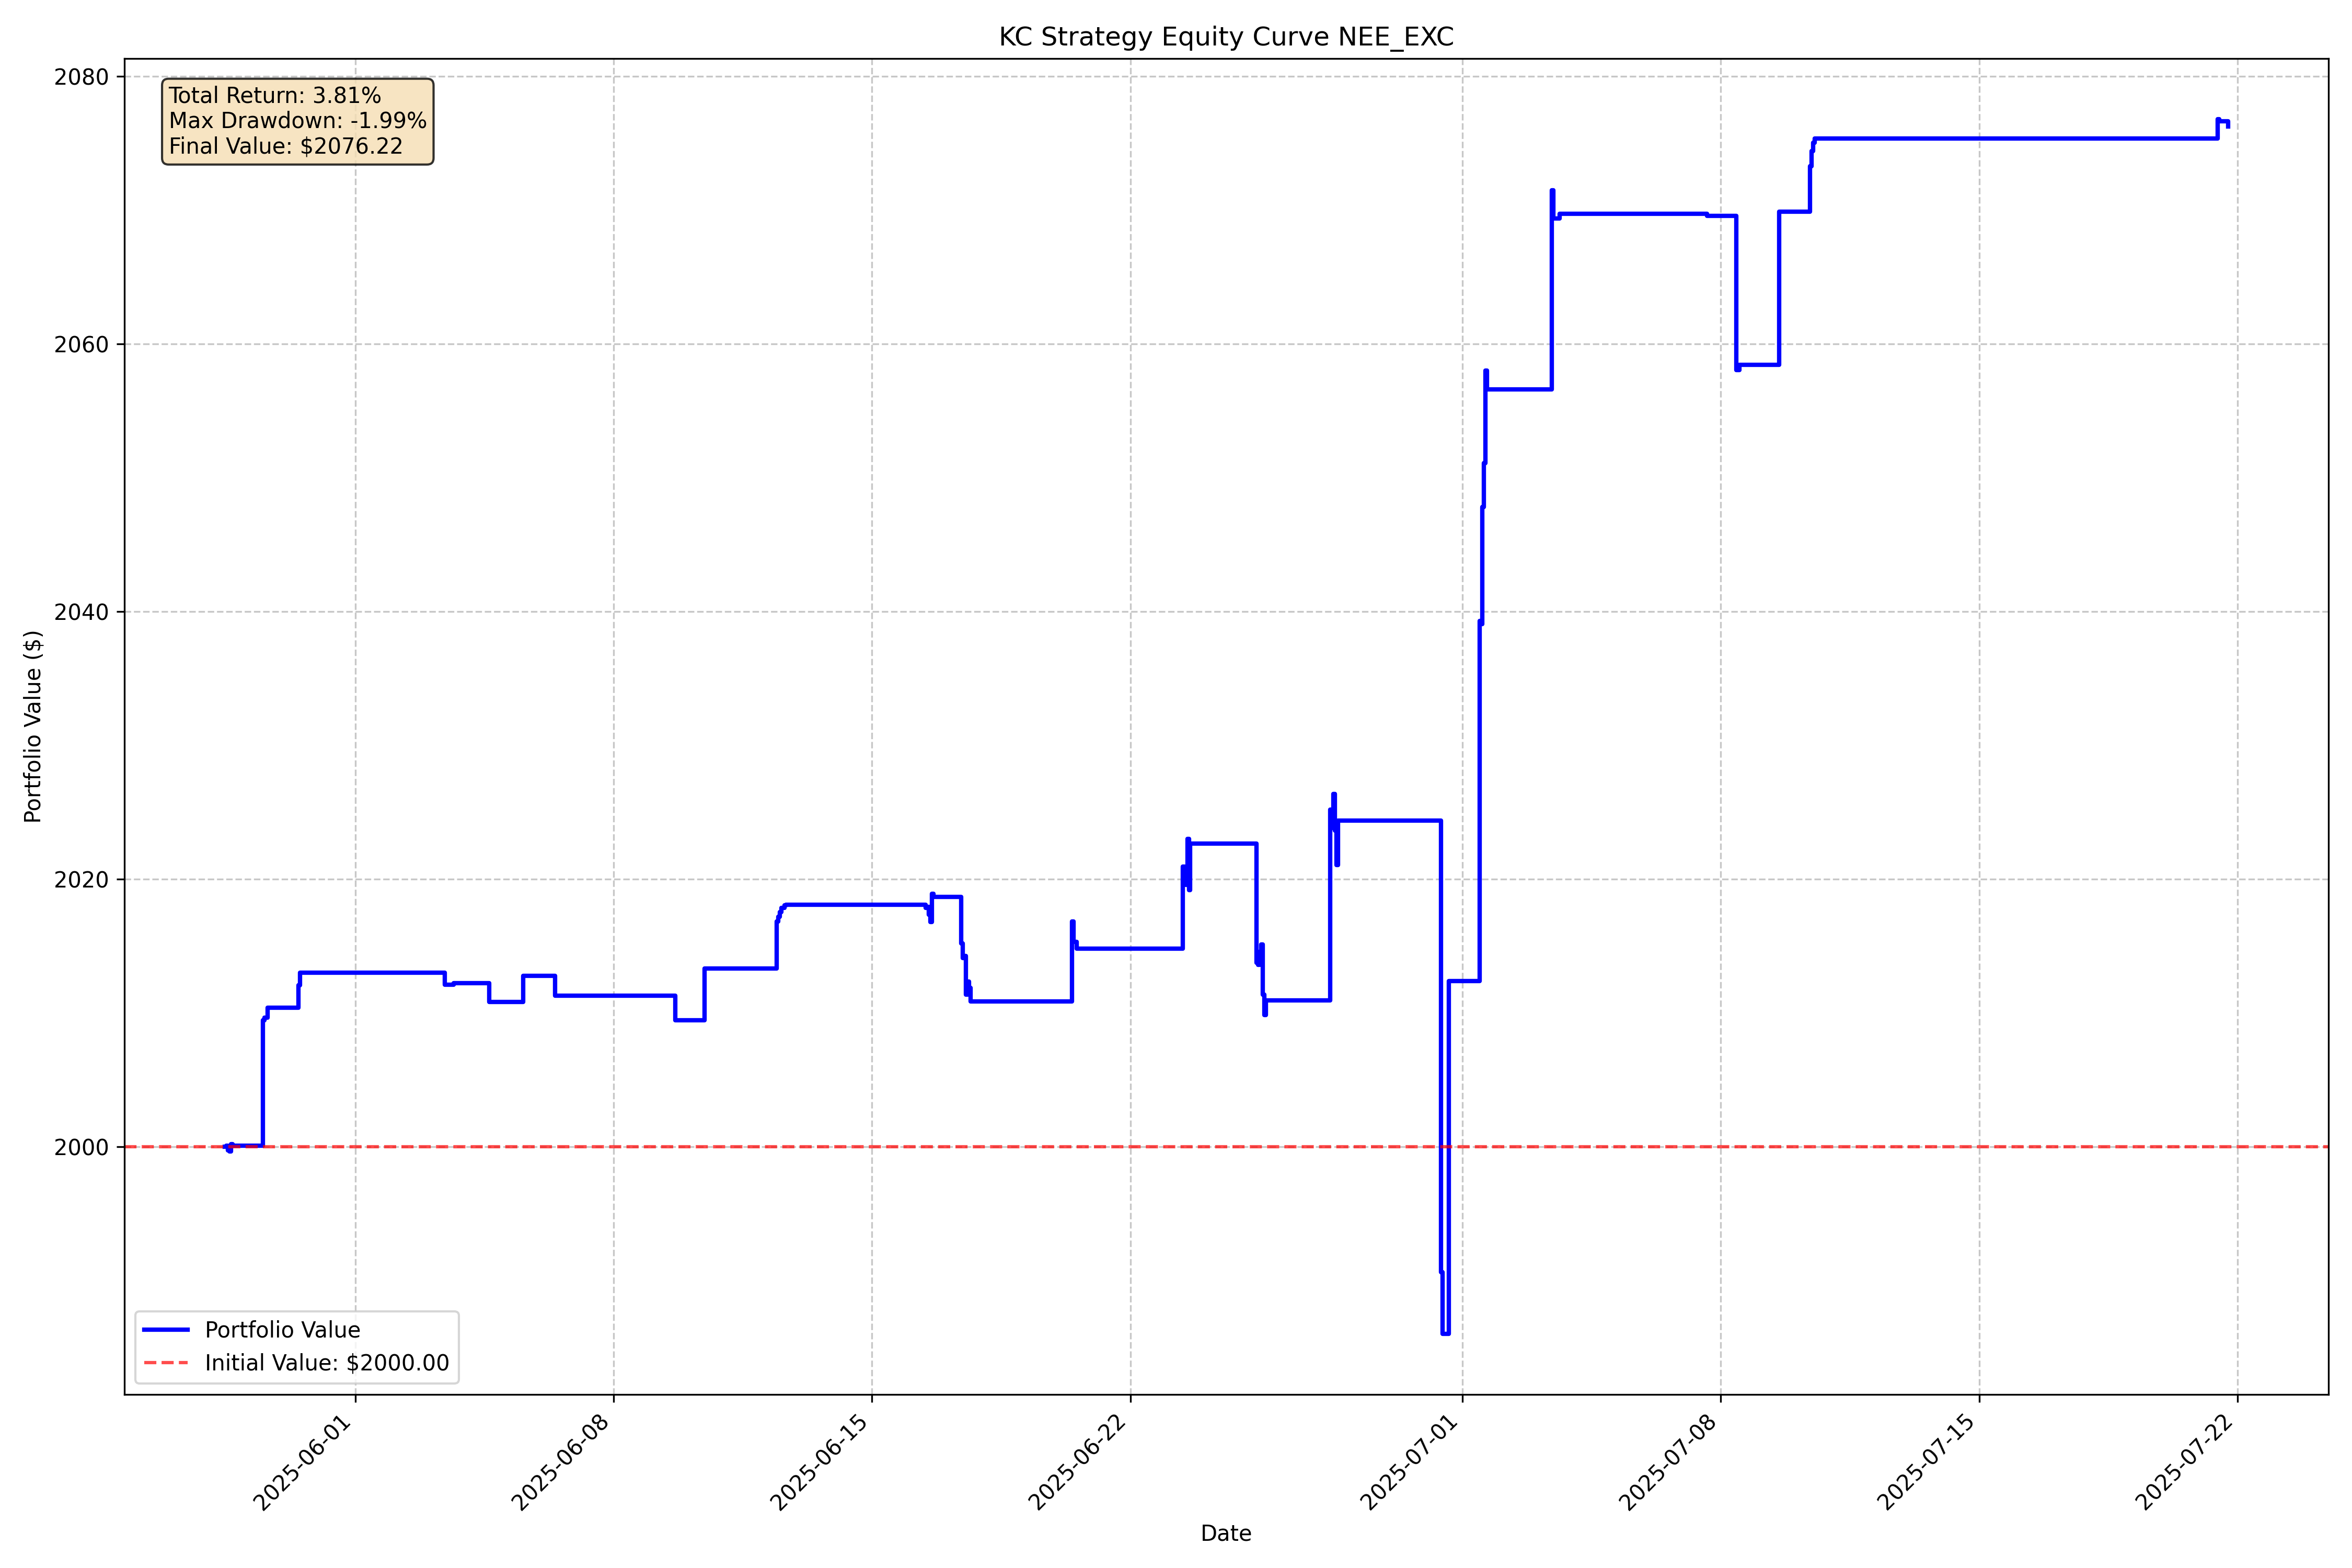 KC Strategy Equity Curve NEE_EXC
2080
2060
2040
2020
2000
Portfolio Value ($)
Total Return: 3.81%
Max Drawdown: -1.99%
Final Value: $2076.22
Portfolio Value
Initial Value: $2000.00
2025-06-01
2025-06-08
2025-06-15
2025-06-22
2025-07-01
2025-07-08
2025-07-15
2025-07-22
Date